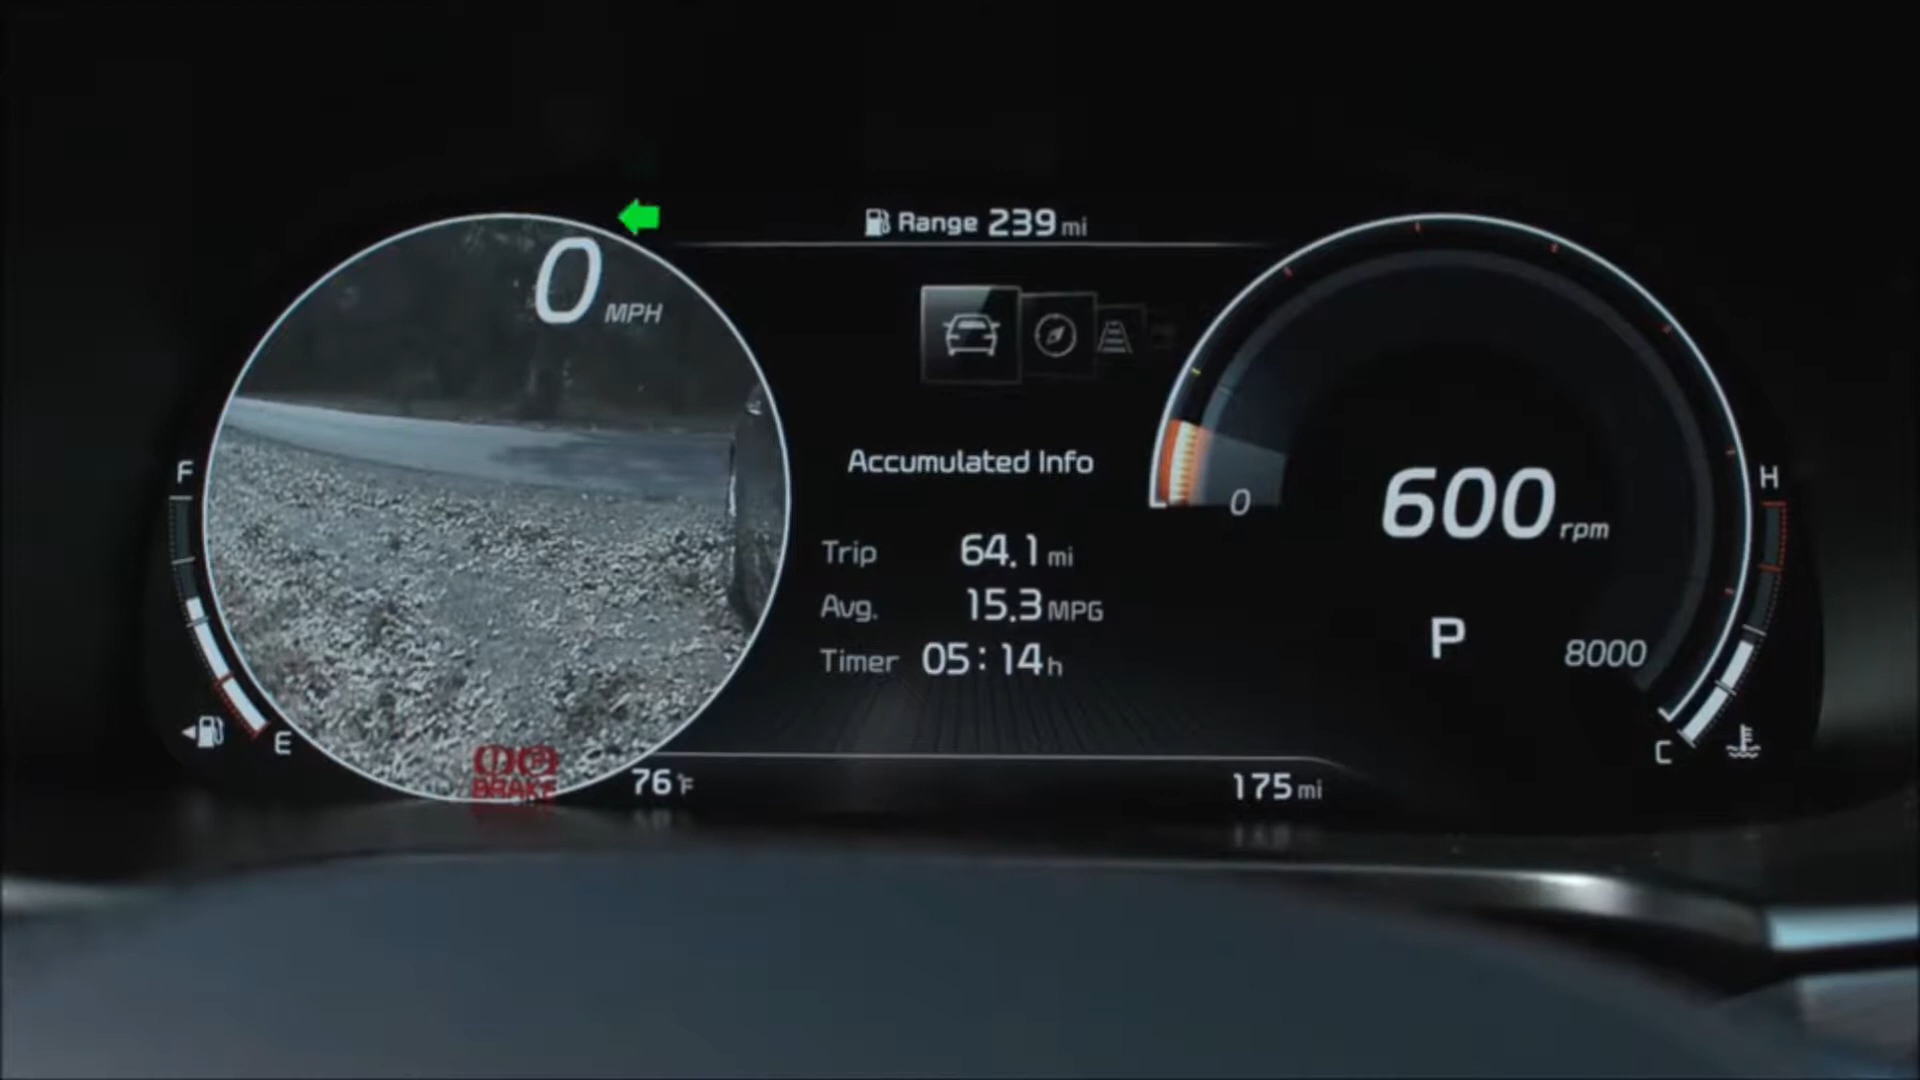 Range 239 mi
0 MPH
Accumulated Info
F
H
0
600 rpm
Trip 64.1 mi
Avg. 15.3 MPG
Timer 05:14 h
P
8000
E
C
BRAKE
76°F
175 mi